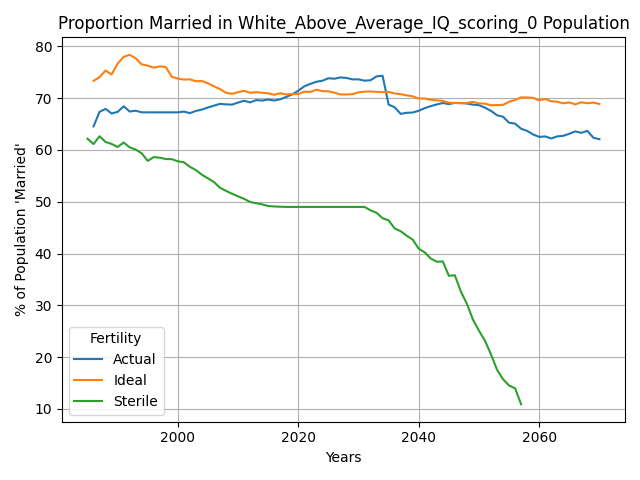 Proportion Married in White_Above_Average_IQ_scoring_0 Population
% of Population 'Married'
80
70
60
50
40
30
20
10
Fertility
Actual
Ideal
Sterile
2000
2020
2040
2060
Years